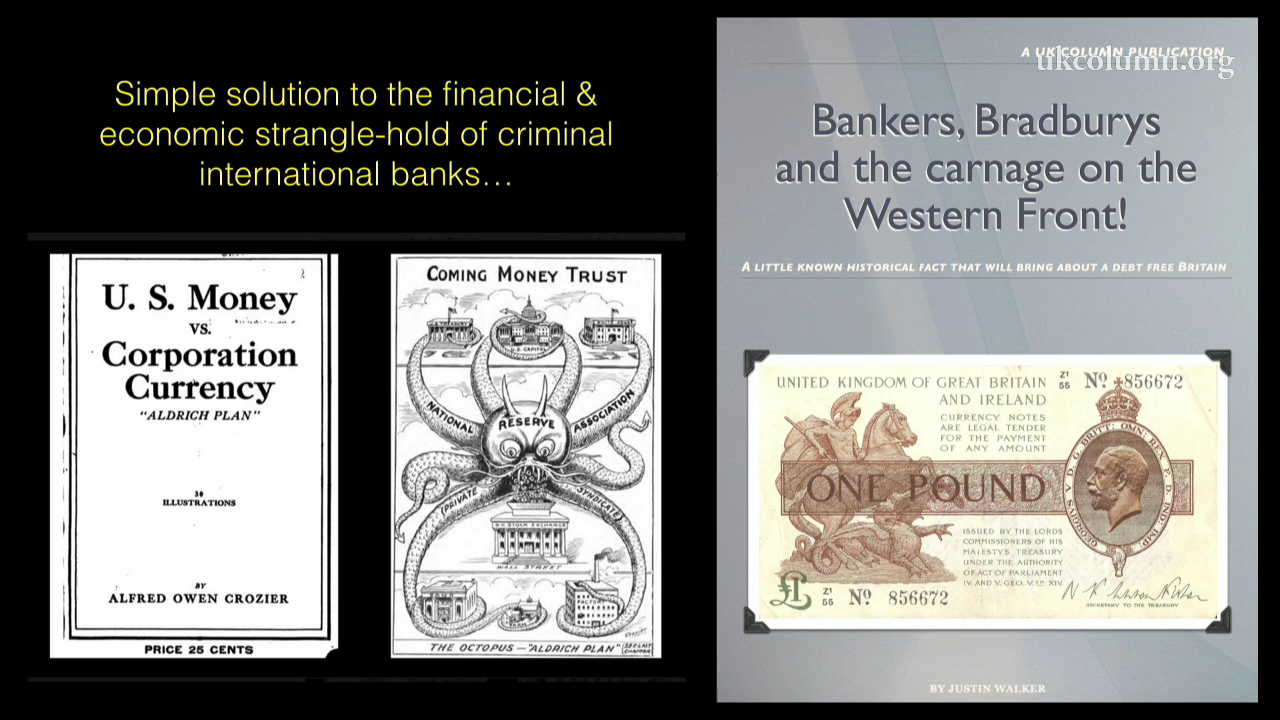 Simple solution to the financial &
economic strangle-hold of criminal
international banks...
U. S. Money
VS.
Corporation
Currency
"ALDRICH PLAN"
30
ILLUSTRATIONS
BY
ALFRED OWEN CROZIER
PRICE 25 CENTS
COMING MONEY TRUST
U.S. CAPITOL
NATIONAL RESERVE ASSOCIATION
(PRIVATE SYNDICATE)
N.Y. STOCK EXCHANGE
WALL STREET
THE OCTOPUS — "ALDRICH PLAN"
A UK COLUMN PUBLICATION
ukcolumn.org
Bankers, Bradburys
and the carnage on the
Western Front!
A LITTLE KNOWN HISTORICAL FACT THAT WILL BRING ABOUT A DEBT FREE BRITAIN
UNITED KINGDOM OF GREAT BRITAIN
AND IRELAND
Z1
55
No 856672
CURRENCY NOTES
ARE LEGAL TENDER
FOR THE PAYMENT
OF ANY AMOUNT
GEORGIVS V D. G. BRITT: OMN: REX F. D. IND: IMP:
ONE POUND
ISSUED BY THE LORDS
COMMISSIONERS OF HIS
MAJESTY'S TREASURY
UNDER THE AUTHORITY
OF ACT OF PARLIAMENT
IV. AND V. GEO. V. CH XIV.
£1
Z1
55
No 856672
SECRETARY TO THE TREASURY
BY JUSTIN WALKER